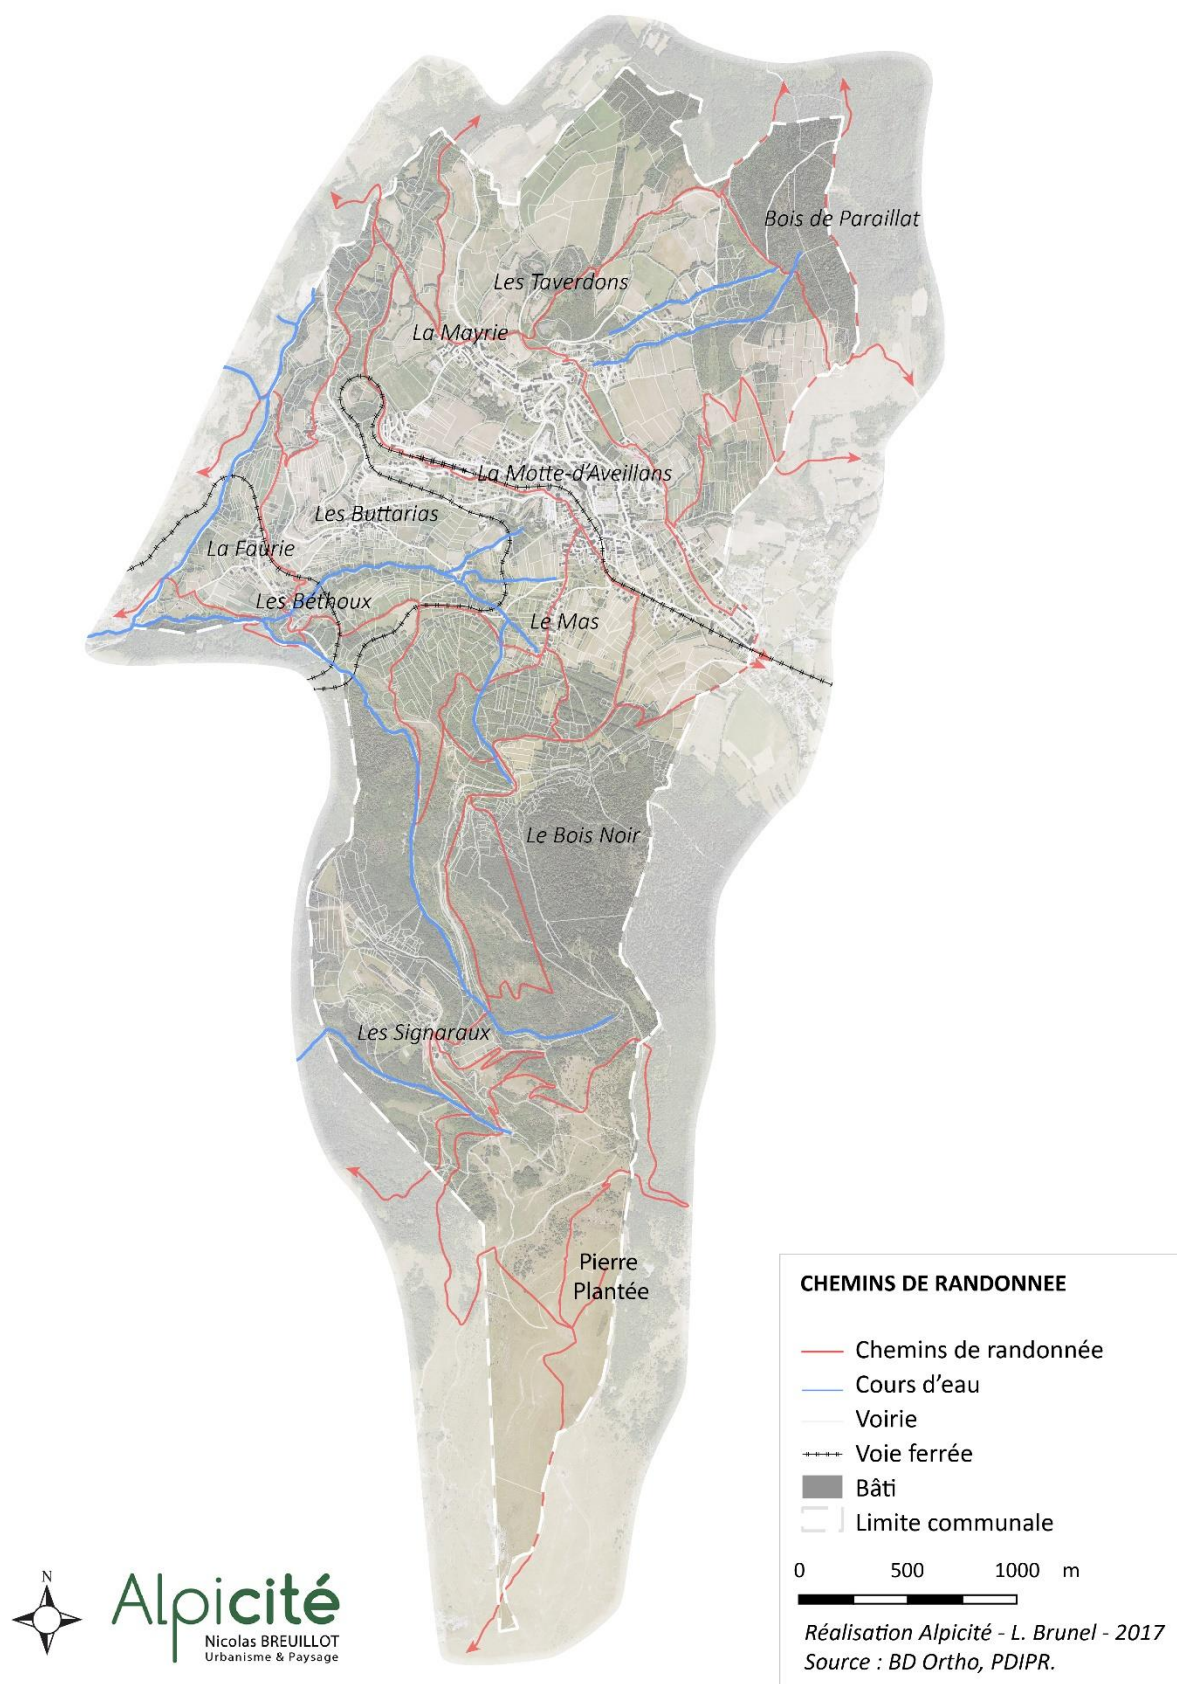 Bois de Paraillat
Les Taverdons
La Mayrie
La Motte-d'Aveillans
Les Buttarias
La Faurie
Les Béthoux
Le Mas
Le Bois Noir
Les Signaraux
Pierre
Plantée
CHEMINS DE RANDONNEE
Chemins de randonnée
Cours d'eau
Voirie
Voie ferrée
Bâti
Limite communale
0 500 1000 m
Réalisation Alpicité - L. Brunel - 2017
Source : BD Ortho, PDIPR.
N
Alpicité
Nicolas BREUILLOT
Urbanisme & Paysage